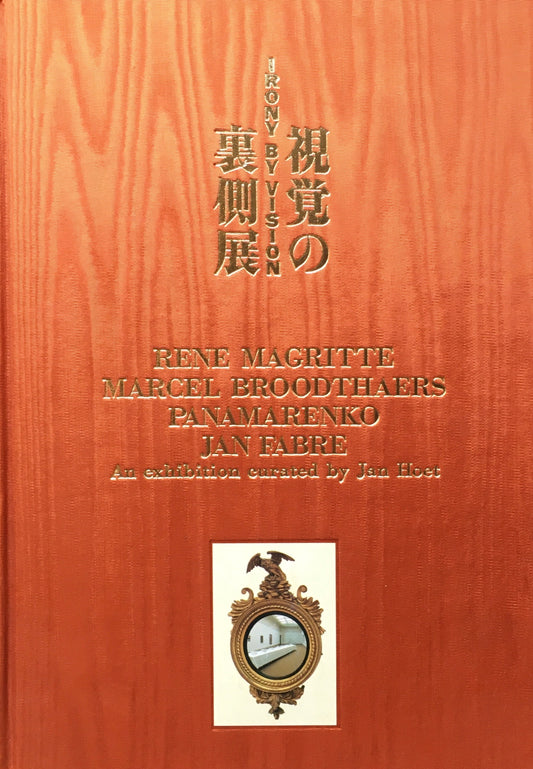 視覚の
IRONY BY VISION
裏側展
RENE MAGRITTE
MARCEL BROODTHAERS
PANAMARENKO
JAN FABRE
An exhibition curated by Jan Hoet